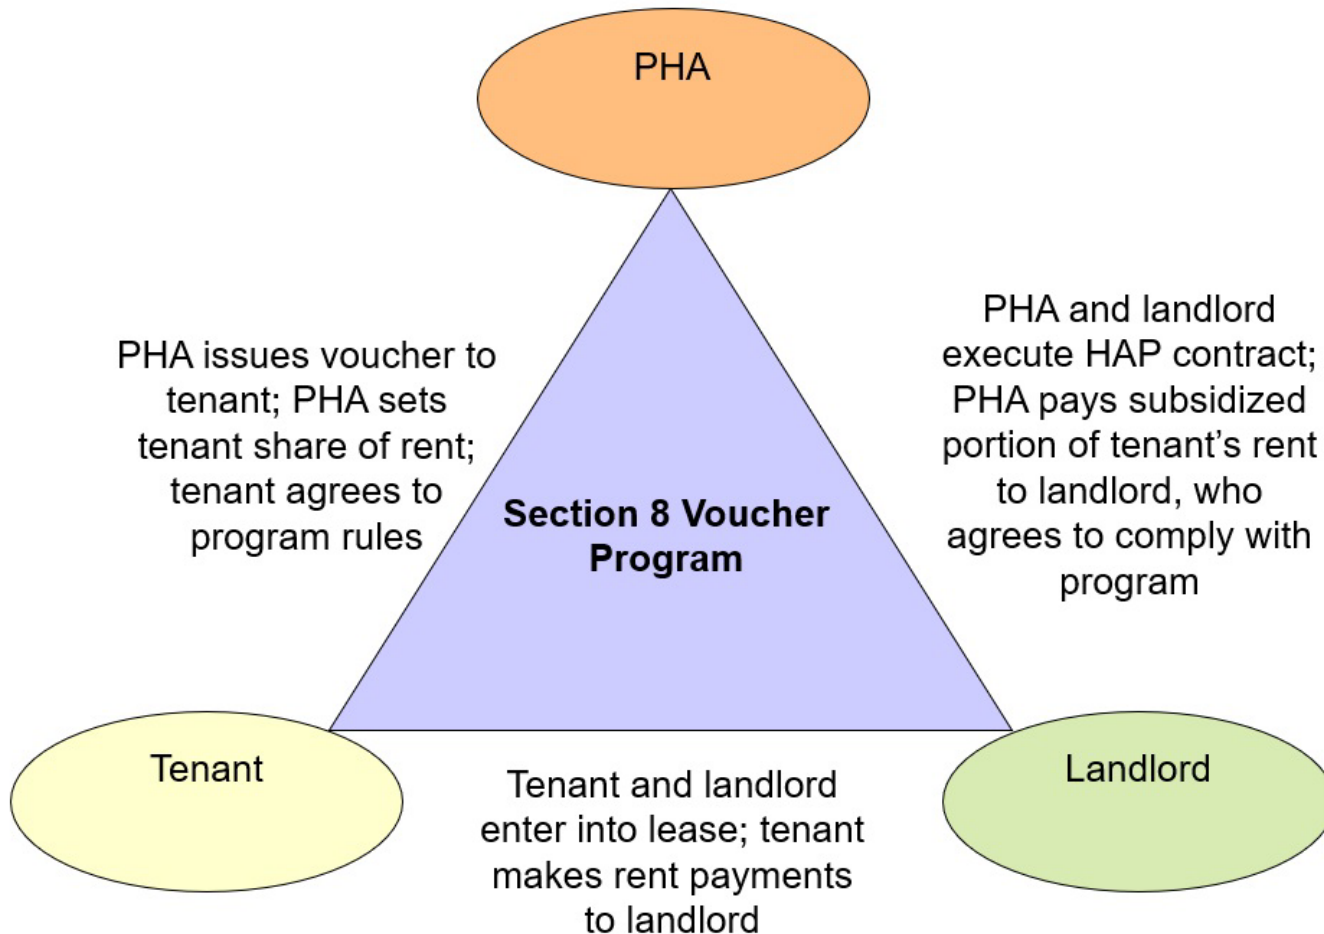 PHA
PHA issues voucher to
tenant; PHA sets
tenant share of rent;
tenant agrees to
program rules
PHA and landlord
execute HAP contract;
PHA pays subsidized
portion of tenant’s rent
to landlord, who
agrees to comply with
program
Section 8 Voucher
Program
Tenant
Tenant and landlord
enter into lease; tenant
makes rent payments
to landlord
Landlord